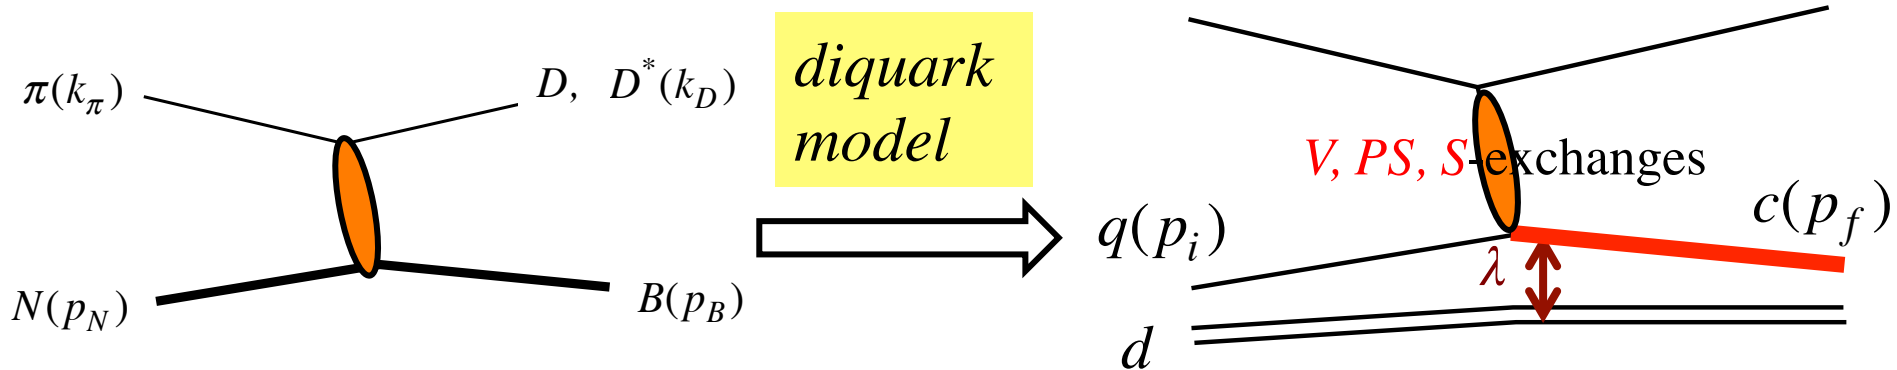 π(k_π)
D, D*(k_D)
N(p_N)
B(p_B)
diquark
model
V, PS, S-exchanges
q(p_i)
c(p_f)
λ
d